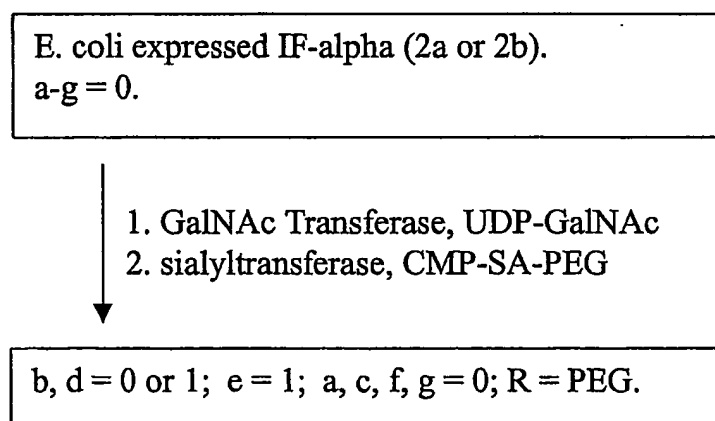 E. coli expressed IF-alpha (2a or 2b).
a-g = 0.
1. GalNAc Transferase, UDP-GalNAc
2. sialyltransferase, CMP-SA-PEG
b, d = 0 or 1; e = 1; a, c, f, g = 0; R = PEG.